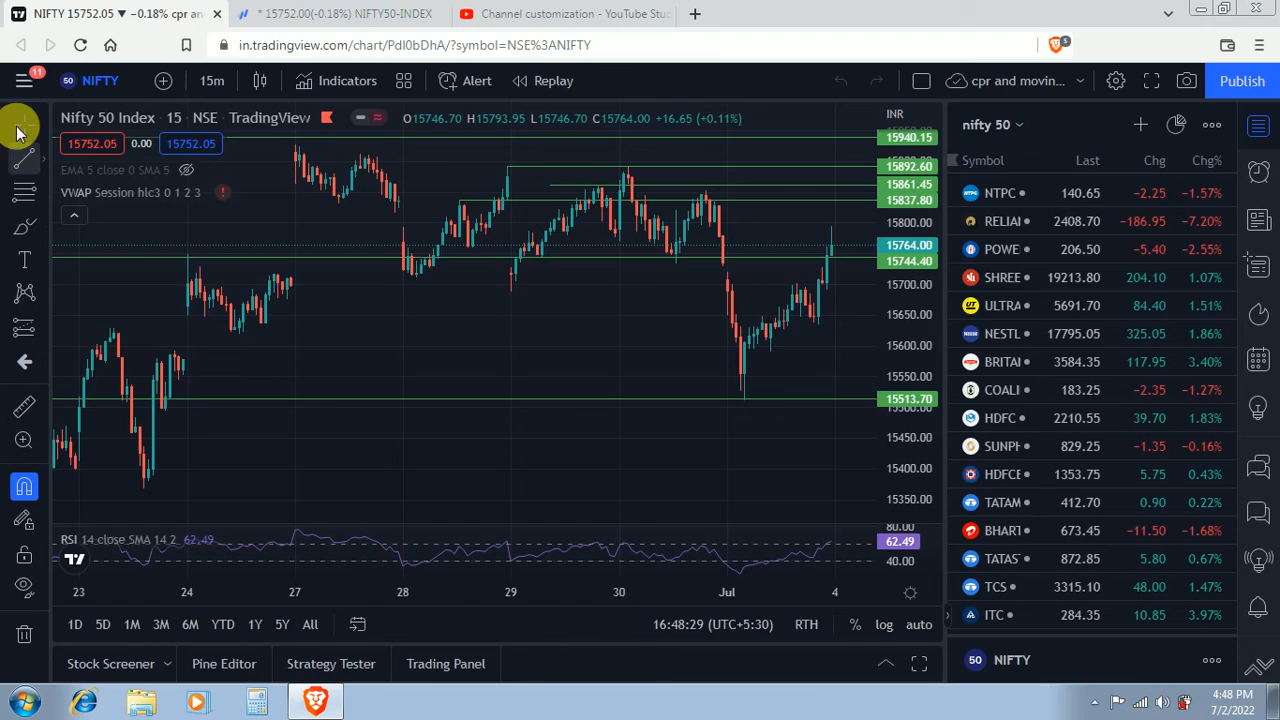 NIFTY 15752.05 ▼ −0.18% cpr an
* 15752.00(-0.18%) NIFTY50-INDEX
Channel customization - YouTube Stu
in.tradingview.com/chart/PdI0bDhA/?symbol=NSE%3ANIFTY
5
11
50 NIFTY
15m
Indicators
Alert
Replay
cpr and movin...
Publish
Nifty 50 Index · 15 · NSE · TradingView
O15746.70 H15793.95 L15746.70 C15764.00 +16.65 (+0.11%)
INR
nifty 50
15752.05 0.00 15752.05
EMA 5 close 0 SMA 5
VWAP Session hlc3 0 1 2 3
15940.15
15892.60
15861.45
15837.80
15800.00
15764.00
15744.40
15700.00
15650.00
15600.00
15550.00
15513.70
15500.00
15450.00
15400.00
15350.00
RSI 14 close SMA 14 2 62.49
80.00
62.49
40.00
23 24 27 28 29 30 Jul 4
1D 5D 1M 3M 6M YTD 1Y 5Y All
16:48:29 (UTC+5:30) RTH % log auto
Stock Screener Pine Editor Strategy Tester Trading Panel
Symbol Last Chg Chg%
NTPC 140.65 −2.25 −1.57%
RELIAI 2408.70 −186.95 −7.20%
POWE 206.50 −5.40 −2.55%
SHREE 19213.80 204.10 1.07%
ULTRA 5691.70 84.40 1.51%
NESTL 17795.05 325.05 1.86%
BRITAI 3584.35 117.95 3.40%
COALI 183.25 −2.35 −1.27%
HDFC 2210.55 39.70 1.83%
SUNPH 829.25 −1.35 −0.16%
HDFCE 1353.75 5.75 0.43%
TATAM 412.70 0.90 0.22%
BHART 673.45 −11.50 −1.68%
TATAS 872.85 5.80 0.67%
TCS 3315.10 48.00 1.47%
ITC 284.35 10.85 3.97%
50 NIFTY
4:48 PM
7/2/2022